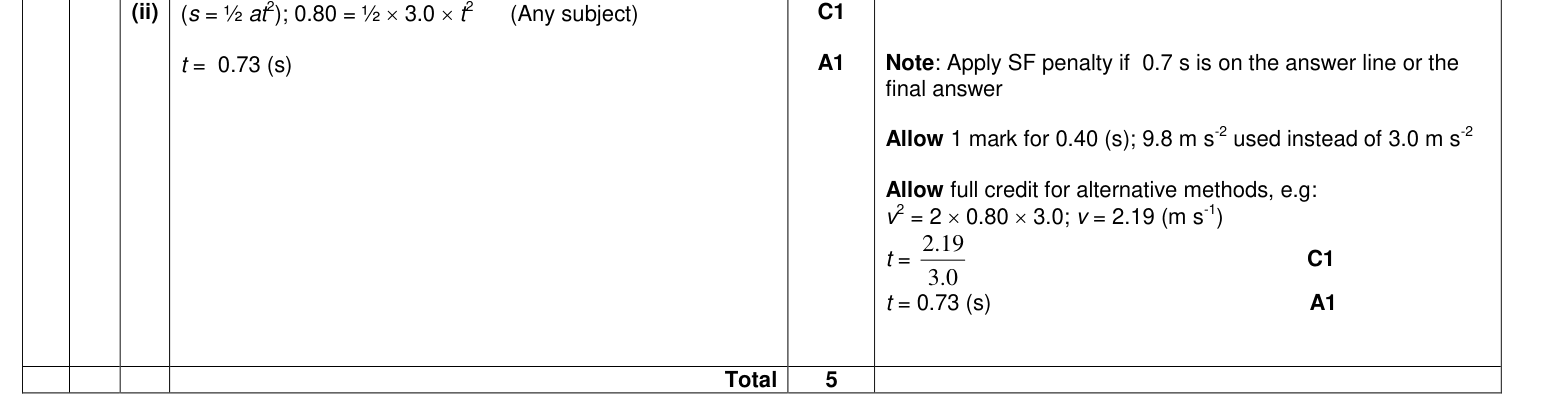 (ii) (s = ½ at²); 0.80 = ½ × 3.0 × t² (Any subject) C1
t = 0.73 (s) A1 Note: Apply SF penalty if 0.7 s is on the answer line or the
final answer
Allow 1 mark for 0.40 (s); 9.8 m s⁻² used instead of 3.0 m s⁻²
Allow full credit for alternative methods, e.g:
v² = 2 × 0.80 × 3.0; v = 2.19 (m s⁻¹)
t = 2.19/3.0 C1
t = 0.73 (s) A1
Total 5